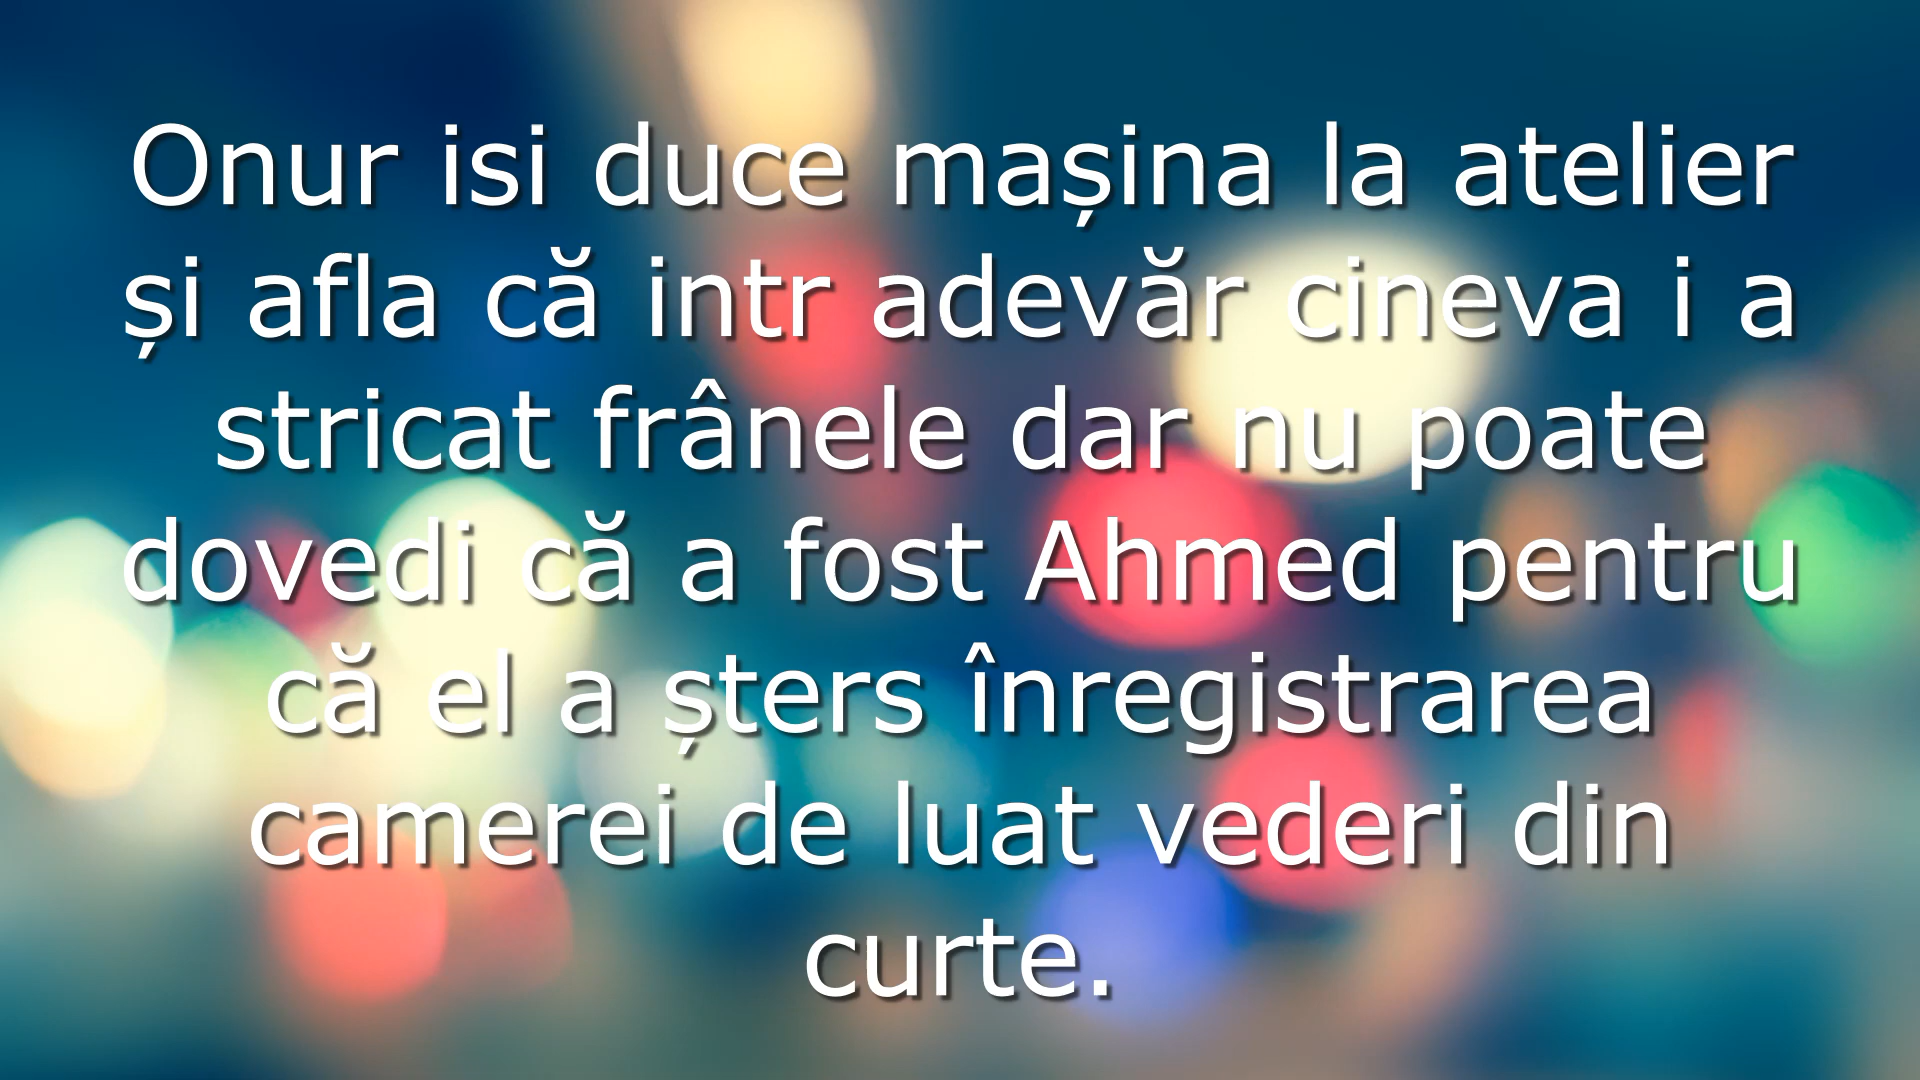 Onur isi duce mașina la atelier
și afla că intr adevăr cineva i a
stricat frânele dar nu poate
dovedi că a fost Ahmed pentru
că el a șters înregistrarea
camerei de luat vederi din
curte.